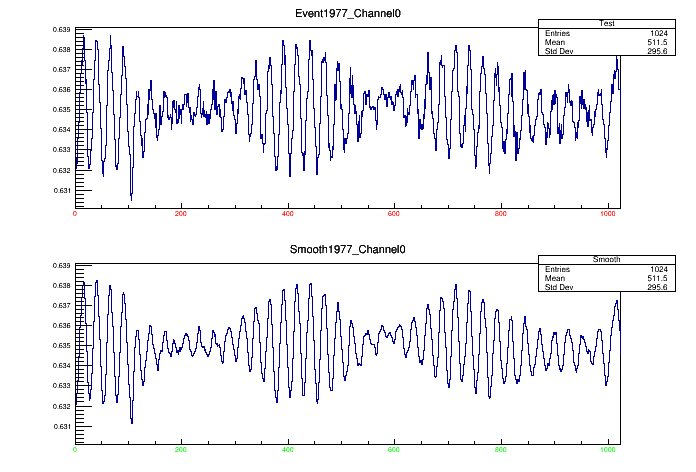 Event1977_Channel0
Test
Entries 1024
Mean 511.5
Std Dev 295.6
0.639
0.638
0.637
0.636
0.635
0.634
0.633
0.632
0.631
0 200 400 600 800 1000
Smooth1977_Channel0
Smooth
Entries 1024
Mean 511.5
Std Dev 295.6
0.639
0.638
0.637
0.636
0.635
0.634
0.633
0.632
0.631
0 200 400 600 800 1000